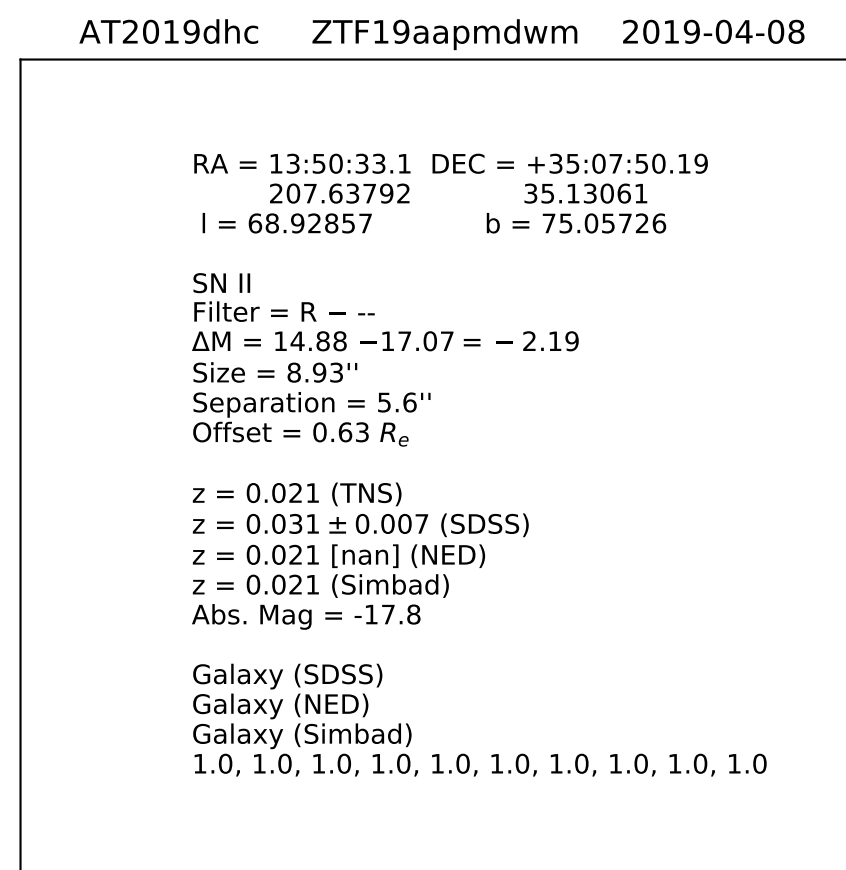 AT2019dhc ZTF19aapmdwm 2019-04-08
RA = 13:50:33.1 DEC = +35:07:50.19
207.63792 35.13061
l = 68.92857 b = 75.05726
SN II
Filter = R − --
ΔM = 14.88 −17.07 = − 2.19
Size = 8.93''
Separation = 5.6''
Offset = 0.63 Rₑ
z = 0.021 (TNS)
z = 0.031 ± 0.007 (SDSS)
z = 0.021 [nan] (NED)
z = 0.021 (Simbad)
Abs. Mag = -17.8
Galaxy (SDSS)
Galaxy (NED)
Galaxy (Simbad)
1.0, 1.0, 1.0, 1.0, 1.0, 1.0, 1.0, 1.0, 1.0, 1.0